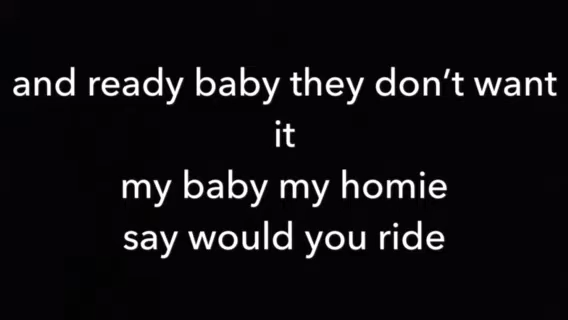 and ready baby they don’t want
it
my baby my homie
say would you ride